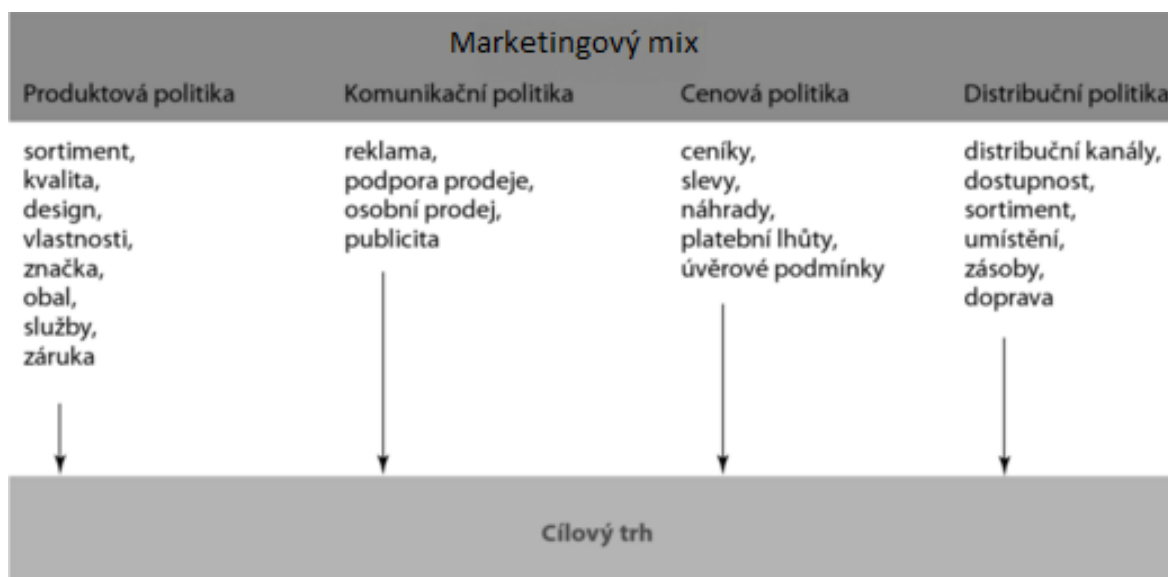 Marketingový mix
Produktová politika
Komunikační politika
Cenová politika
Distribuční politika
sortiment,
kvalita,
design,
vlastnosti,
značka,
obal,
služby,
záruka
reklama,
podpora prodeje,
osobní prodej,
publicita
ceníky,
slevy,
náhrady,
platební lhůty,
úvěrové podmínky
distribuční kanály,
dostupnost,
sortiment,
umístění,
zásoby,
doprava
Cílový trh